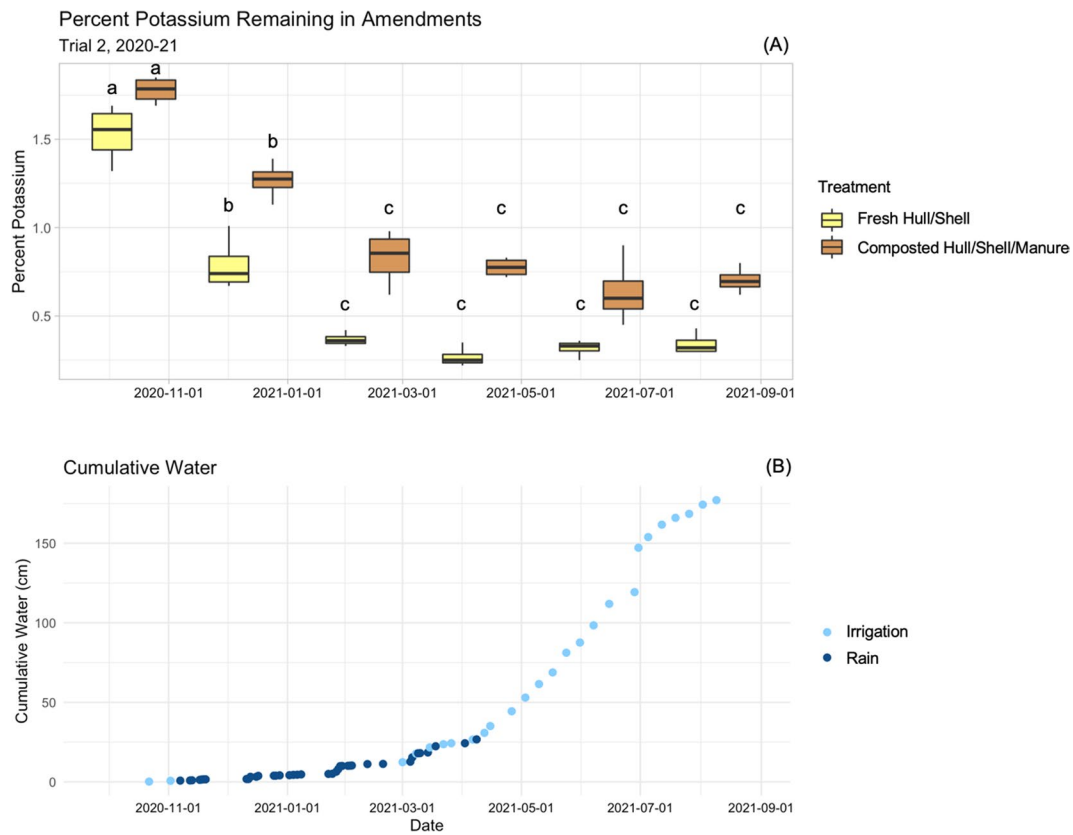 Percent Potassium Remaining in Amendments
Trial 2, 2020-21
(A)
a
a
b
b
c
c
c
c
c
c
c
c
1.5
1.0
0.5
Percent Potassium
2020-11-01
2021-01-01
2021-03-01
2021-05-01
2021-07-01
2021-09-01
Treatment
Fresh Hull/Shell
Composted Hull/Shell/Manure
Cumulative Water
(B)
150
100
50
0
Cumulative Water (cm)
2020-11-01
2021-01-01
2021-03-01
2021-05-01
2021-07-01
2021-09-01
Date
Irrigation
Rain